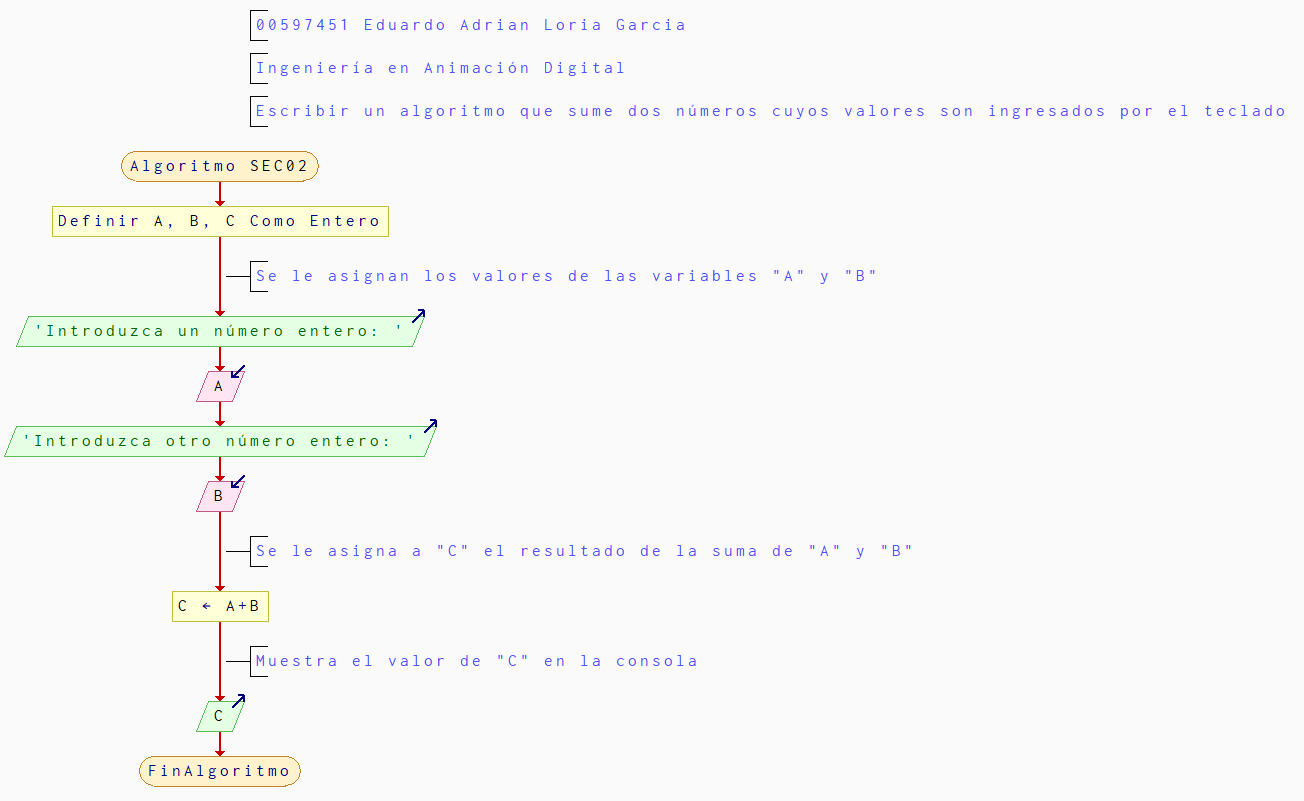 00597451 Eduardo Adrian Loria Garcia
Ingeniería en Animación Digital
Escribir un algoritmo que sume dos números cuyos valores son ingresados por el teclado
Algoritmo SEC02
Definir A, B, C Como Entero
Se le asignan los valores de las variables "A" y "B"
'Introduzca un número entero: '
A
'Introduzca otro número entero: '
B
Se le asigna a "C" el resultado de la suma de "A" y "B"
C ← A+B
Muestra el valor de "C" en la consola
C
FinAlgoritmo